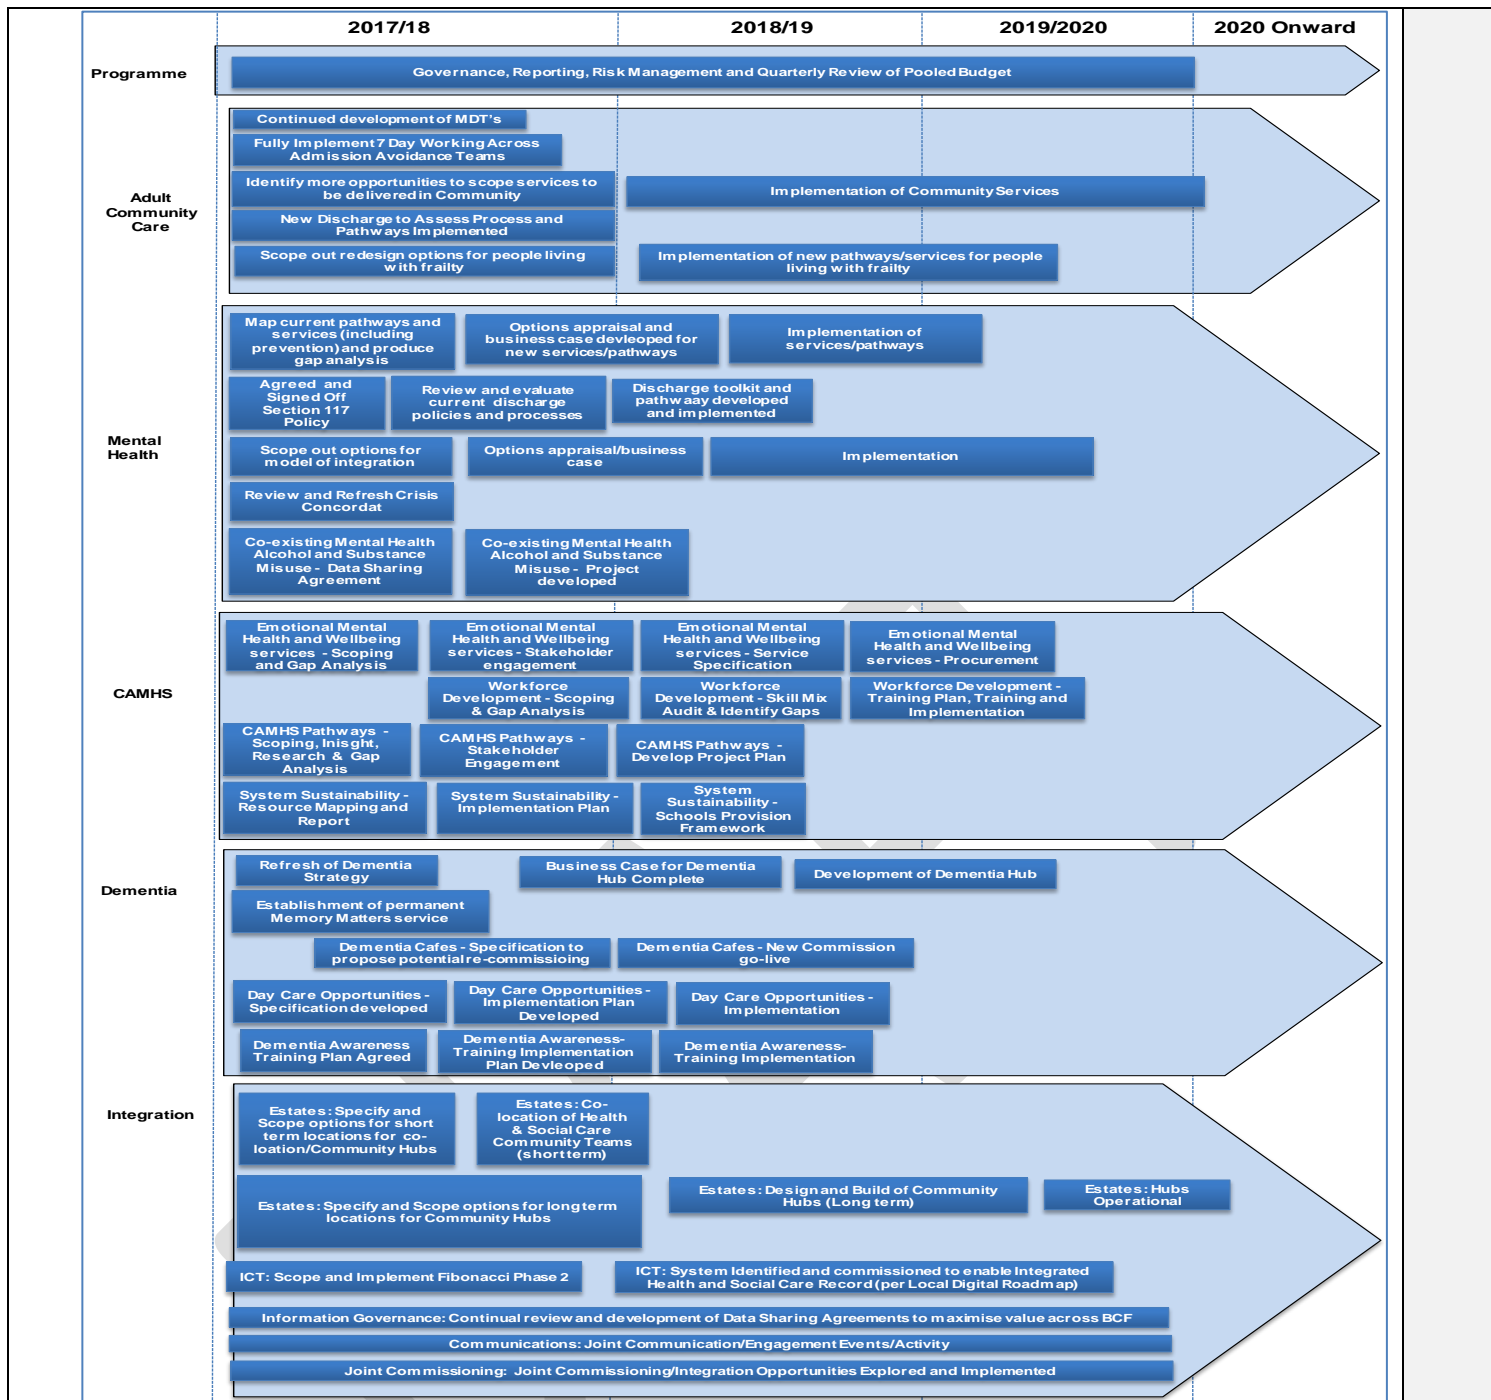 2017/18
2018/19
2019/2020
2020 Onward
Programme
Governance, Reporting, Risk Management and Quarterly Review of Pooled Budget
Adult
Community
Care
Continued development of MDT's
Fully Implement 7 Day Working Across
Admission Avoidance Teams
Identify more opportunities to scope services to
be delivered in Community
Implementation of Community Services
New Discharge to Assess Process and
Pathways Implemented
Scope out redesign options for people living
with frailty
Implementation of new pathways/services for people
living with frailty
Mental
Health
Map current pathways and
services (including
prevention) and produce
gap analysis
Options appraisal and
business case devleoped for
new services/pathways
Implementation of
services/pathways
Agreed and
Signed Off
Section 117
Policy
Review and evaluate
current discharge
policies and processes
Discharge toolkit and
pathwaay developed
and implemented
Scope out options for
model of integration
Options appraisal/business
case
Implementation
Review and Refresh Crisis
Concordat
Co-existing Mental Health
Alcohol and Substance
Misuse - Data Sharing
Agreement
Co-existing Mental Health
Alcohol and Substance
Misuse - Project
developed
CAMHS
Emotional Mental
Health and Wellbeing
services - Scoping
and Gap Analysis
Emotional Mental
Health and Wellbeing
services - Stakeholder
engagement
Emotional Mental
Health and Wellbeing
services - Service
Specification
Emotional Mental
Health and Wellbeing
services - Procurement
Workforce
Development - Scoping
& Gap Analysis
Workforce
Development - Skill Mix
Audit & Identify Gaps
Workforce Development -
Training Plan, Training and
Implementation
CAMHS Pathways -
Scoping, Inisght,
Research & Gap
Analysis
CAMHS Pathways -
Stakeholder
Engagement
CAMHS Pathways -
Develop Project Plan
System Sustainability -
Resource Mapping and
Report
System Sustainability -
Implementation Plan
System
Sustainability -
Schools Provision
Framework
Dementia
Refresh of Dementia
Strategy
Business Case for Dementia
Hub Complete
Development of Dementia Hub
Establishment of permanent
Memory Matters service
Dementia Cafes - Specification to
propose potential re-commissioing
Dementia Cafes - New Commission
go-live
Day Care Opportunities -
Specification developed
Day Care Opportunities -
Implementation Plan
Developed
Day Care Opportunities -
Implementation
Dementia Awareness
Training Plan Agreed
Dementia Awareness-
Training Implementation
Plan Devleoped
Dementia Awareness-
Training Implementation
Integration
Estates: Specify and
Scope options for short
term locations for co-
loation/Community Hubs
Estates: Co-
location of Health
& Social Care
Community Teams
(short term)
Estates: Specify and Scope options for long term
locations for Community Hubs
Estates: Design and Build of Community
Hubs (Long term)
Estates: Hubs
Operational
ICT: Scope and Implement Fibonacci Phase 2
ICT: System Identified and commissioned to enable Integrated
Health and Social Care Record (per Local Digital Roadmap)
Information Governance: Continual review and development of Data Sharing Agreements to maximise value across BCF
Communications: Joint Communication/Engagement Events/Activity
Joint Commissioning: Joint Commissioning/Integration Opportunities Explored and Implemented